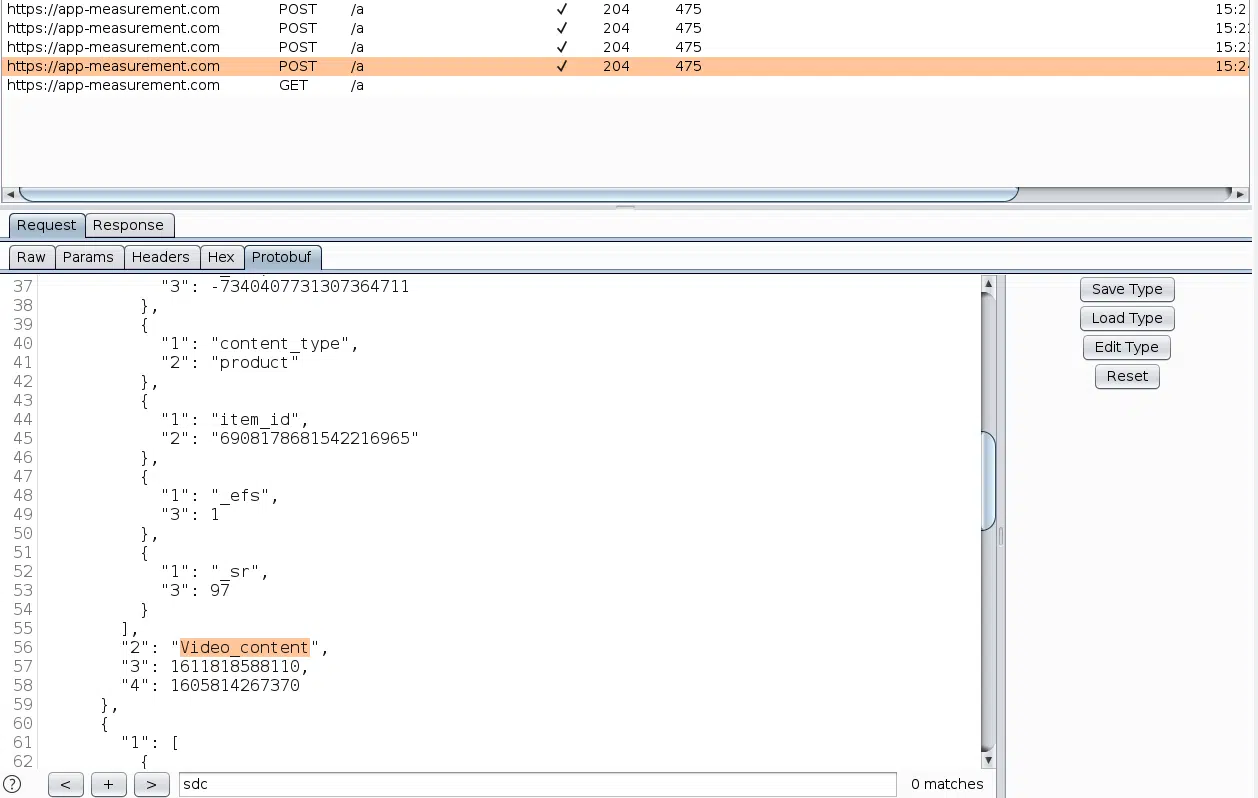 https://app-measurement.com POST /a ✓ 204 475 15:2
https://app-measurement.com POST /a ✓ 204 475 15:2
https://app-measurement.com POST /a ✓ 204 475 15:2
https://app-measurement.com POST /a ✓ 204 475 15:2
https://app-measurement.com GET /a
Request Response
Raw Params Headers Hex Protobuf
37 "3": -7340407731307364711
38 },
39 {
40 "1": "content_type",
41 "2": "product"
42 },
43 {
44 "1": "item_id",
45 "2": "6908178681542216965"
46 },
47 {
48 "1": "_efs",
49 "3": 1
50 },
51 {
52 "1": "_sr",
53 "3": 97
54 }
55 ],
56 "2": "Video_content",
57 "3": 1611818588110,
58 "4": 1605814267370
59 },
60 {
61 "1": [
62 {
Save Type
Load Type
Edit Type
Reset
? < + > sdc 0 matches